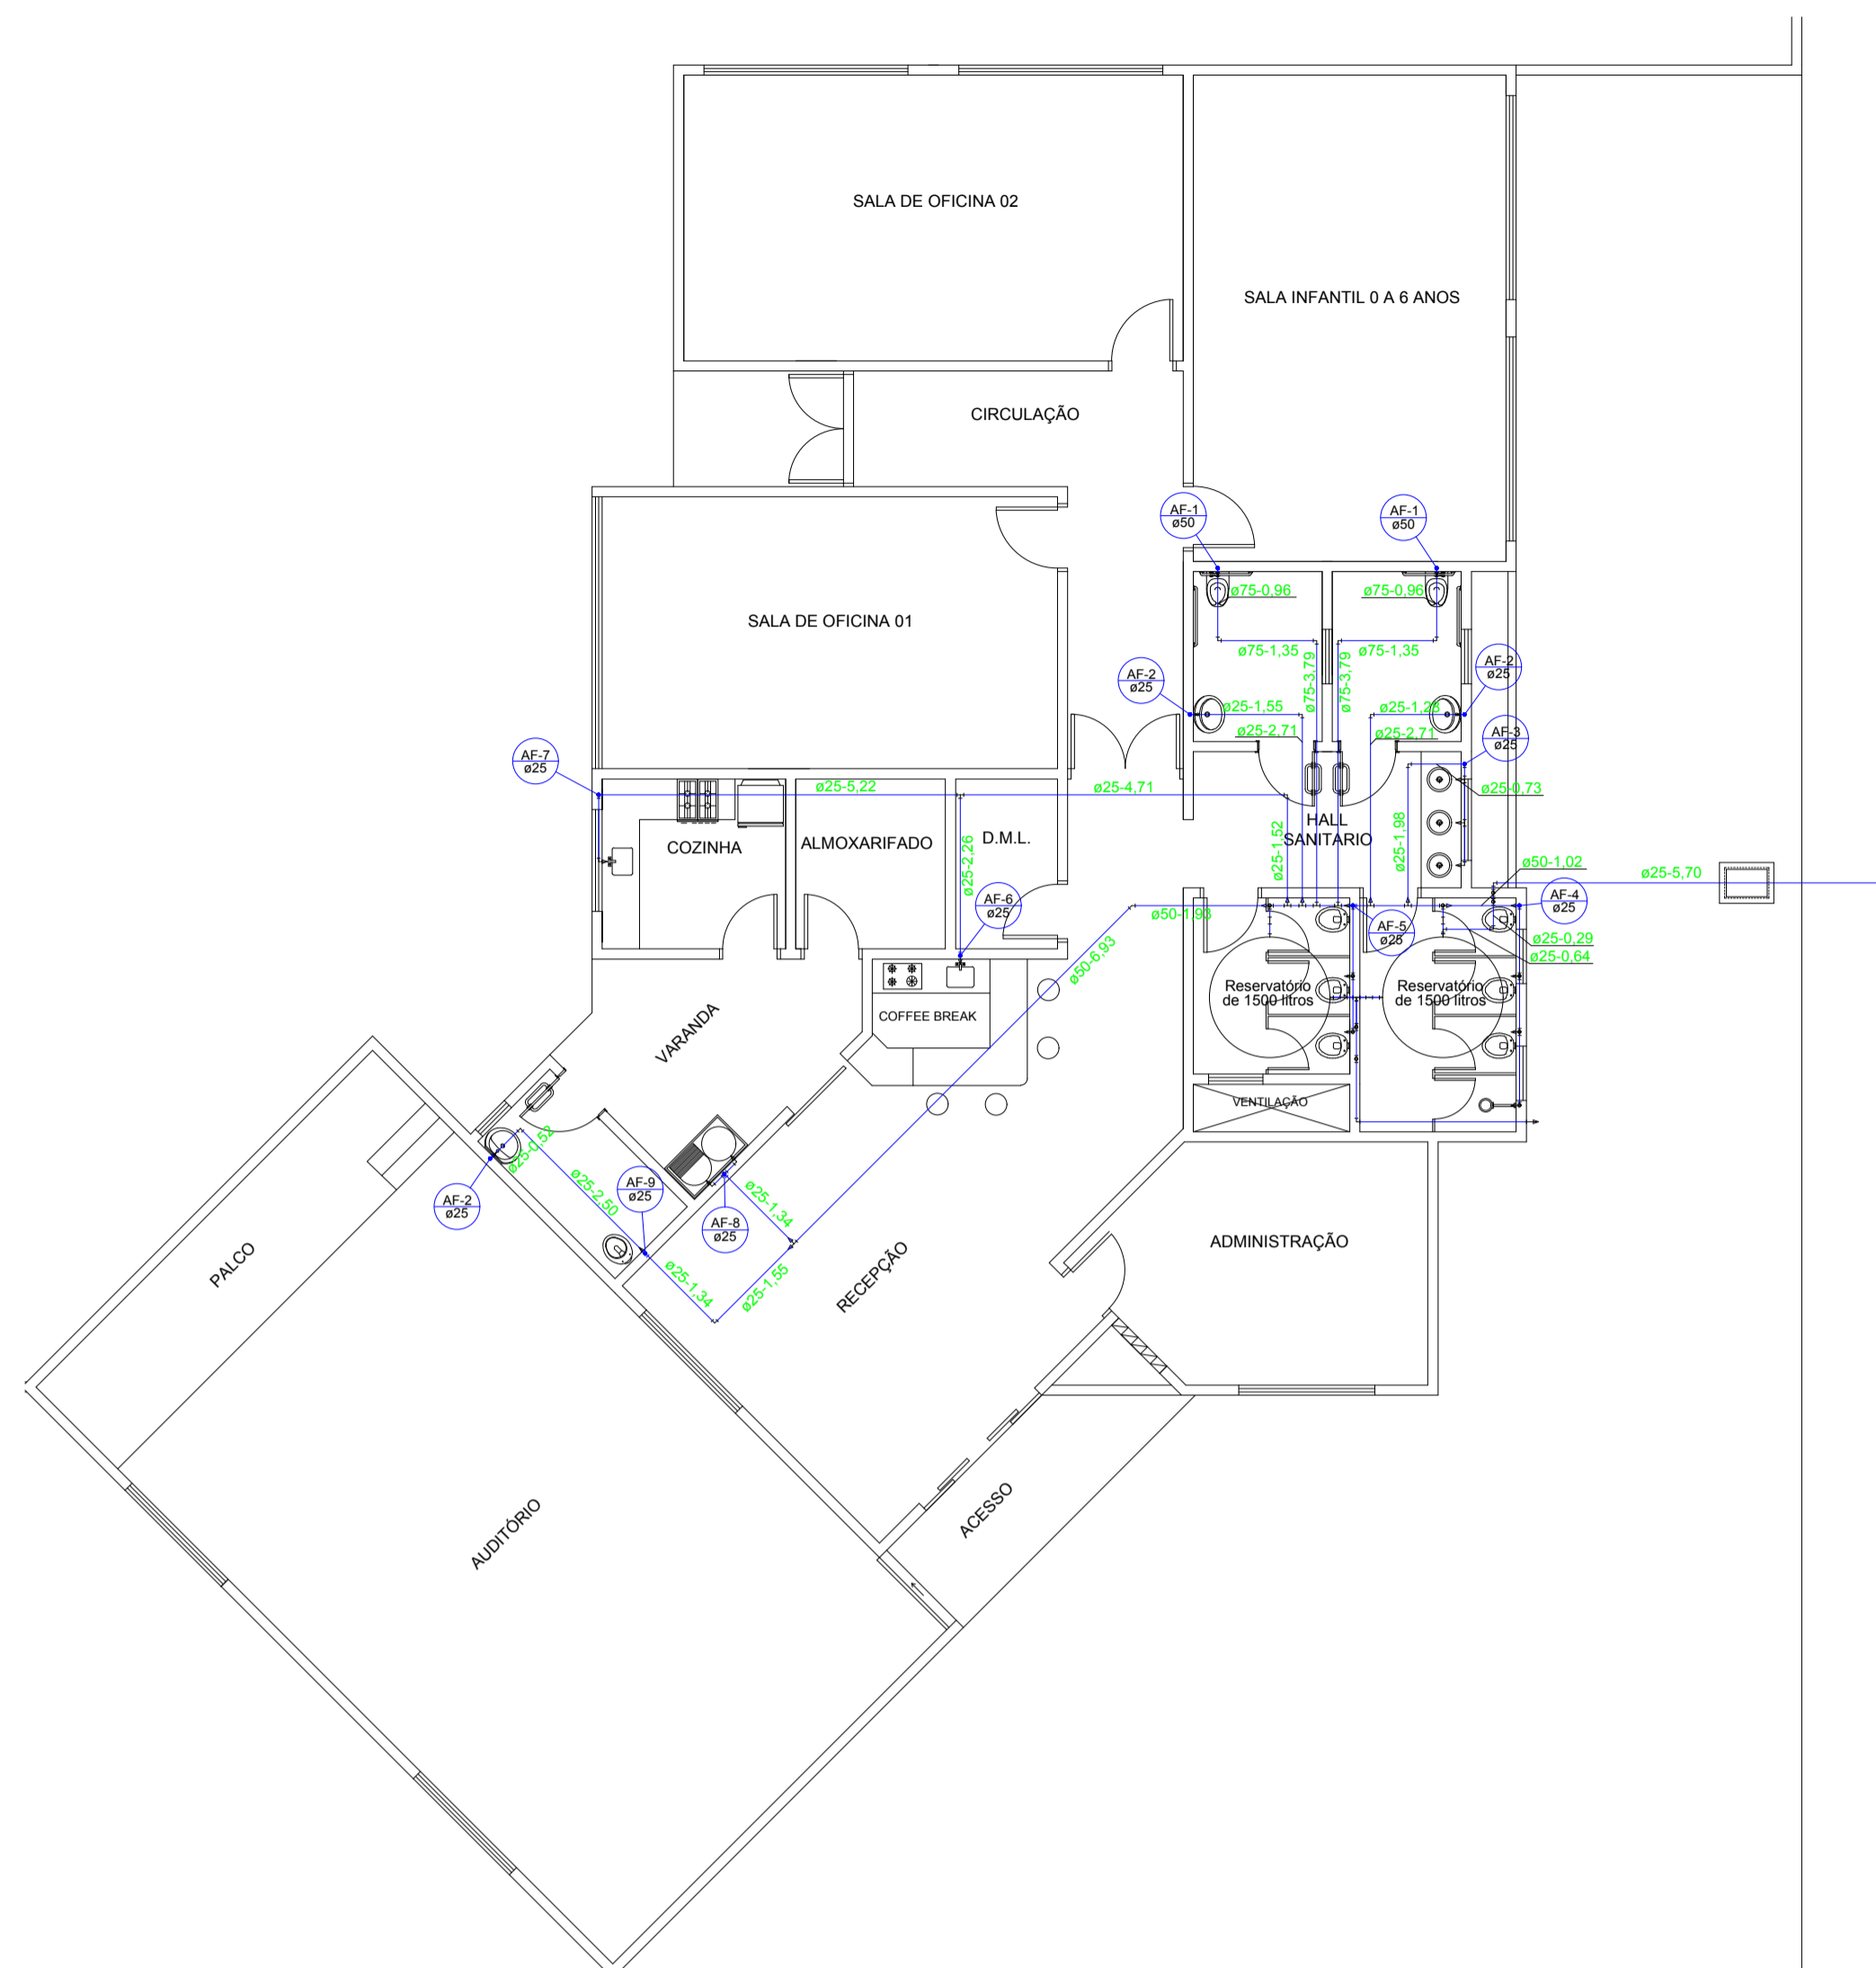 SALA DE OFICINA 02
SALA INFANTIL 0 A 6 ANOS
CIRCULAÇÃO
AF-1
ø50
AF-1
ø50
ø75-0,96
ø75-0,96
SALA DE OFICINA 01
ø75-1,35
ø75-3,79
ø75-3,79
ø75-1,35
AF-2
ø25
AF-2
ø25
ø25-1,55
ø25-1,23
ø25-2,71
ø25-2,71
AF-3
ø25
AF-7
ø25
ø25-5,22
ø25-4,71
ø25-0,73
COZINHA
ALMOXARIFADO
D.M.L.
ø25-2,26
ø25-1,52
HALL
SANITÁRIO
ø25-1,98
ø50-1,02
ø25-5,70
AF-6
ø25
ø50-1,93
AF-4
ø25
AF-5
ø25
ø25-0,29
ø25-0,64
ø50-6,93
Reservatório
de 1500 litros
Reservatório
de 1500 litros
COFFEE BREAK
VARANDA
VENTILAÇÃO
ø25-0,52
ø25-2,50
AF-9
ø25
AF-2
ø25
AF-8
ø25
ø25-1,34
ø25-1,34
ø25-1,55
PALCO
RECEPÇÃO
ADMINISTRAÇÃO
AUDITÓRIO
ACESSO